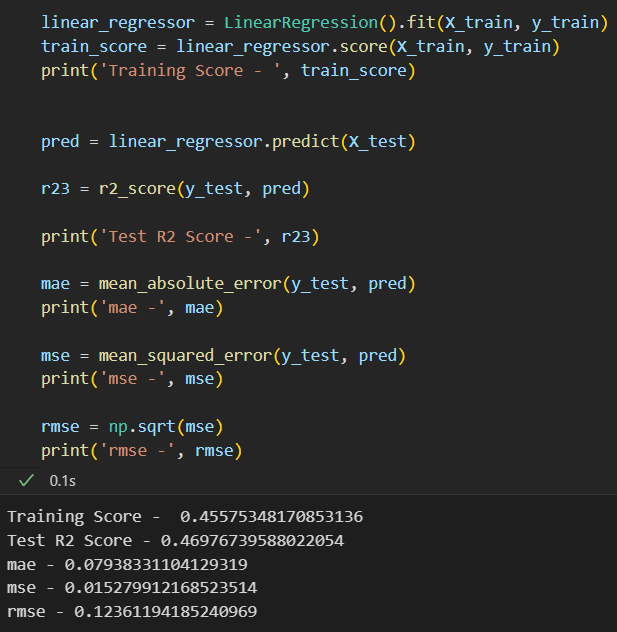 linear_regressor = LinearRegression().fit(X_train, y_train)
train_score = linear_regressor.score(X_train, y_train)
print('Training Score - ', train_score)
pred = linear_regressor.predict(X_test)
r23 = r2_score(y_test, pred)
print('Test R2 Score -', r23)
mae = mean_absolute_error(y_test, pred)
print('mae -', mae)
mse = mean_squared_error(y_test, pred)
print('mse -', mse)
rmse = np.sqrt(mse)
print('rmse -', rmse)
0.1s
Training Score -  0.45575348170853136
Test R2 Score - 0.46976739588022054
mae - 0.07938331104129319
mse - 0.015279912168523514
rmse - 0.12361194185240969